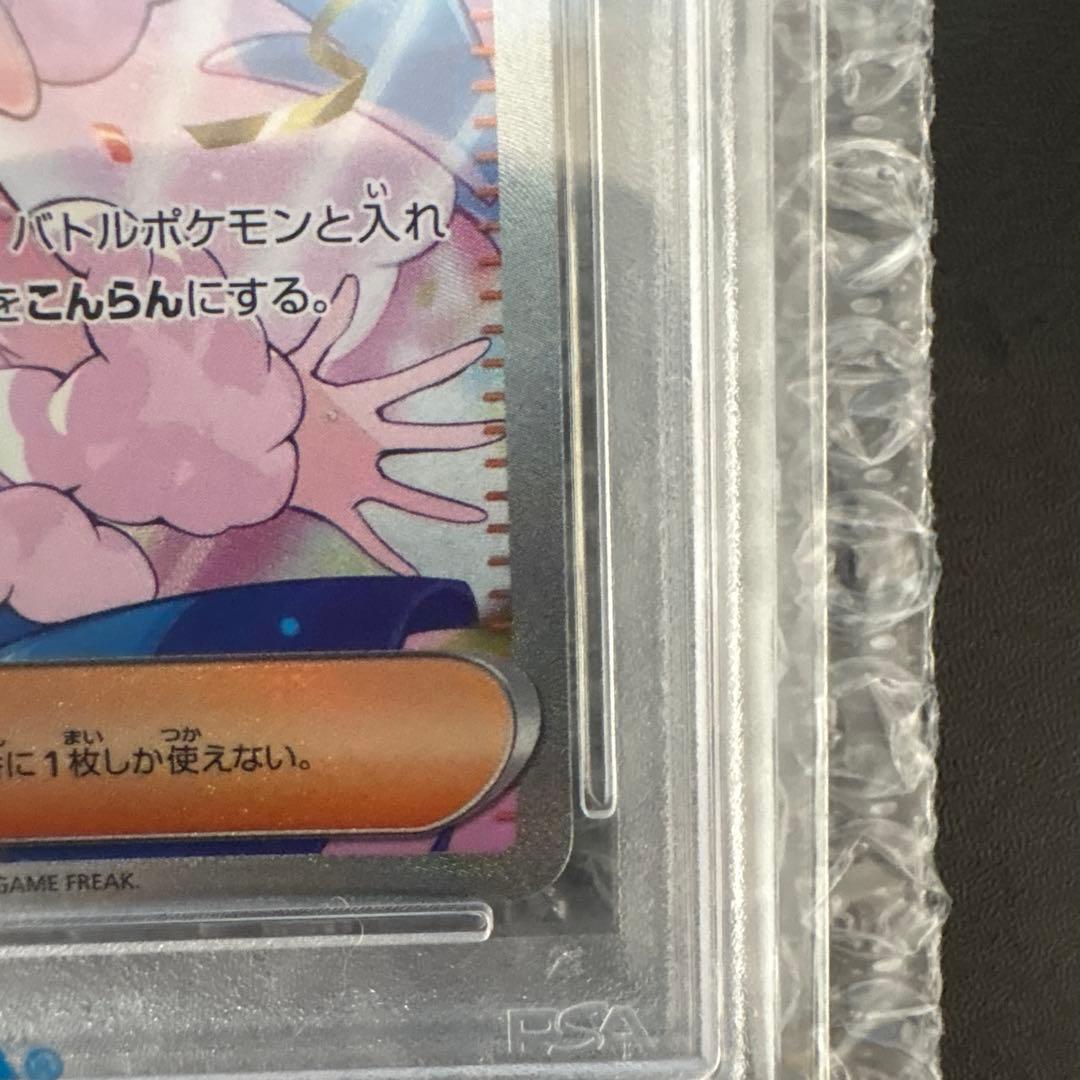 バトルポケモンと入れ
をこんらんにする。
に1枚しか使えない。
GAME FREAK.
PSA